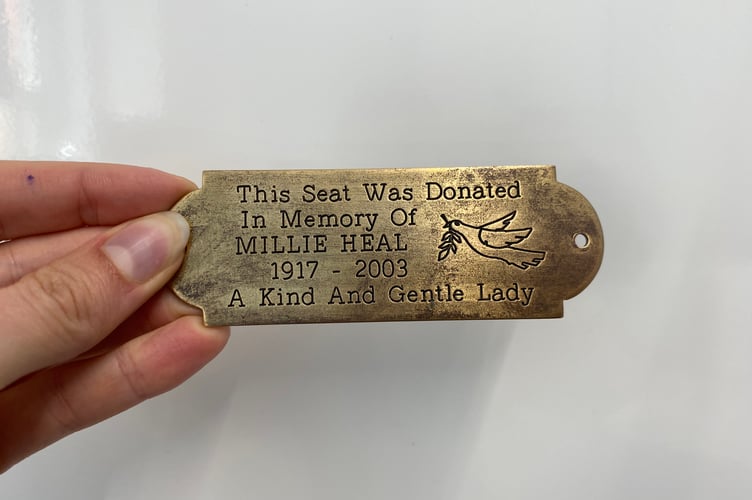 This Seat Was Donated
In Memory Of
MILLIE HEAL
1917 - 2003
A Kind And Gentle Lady